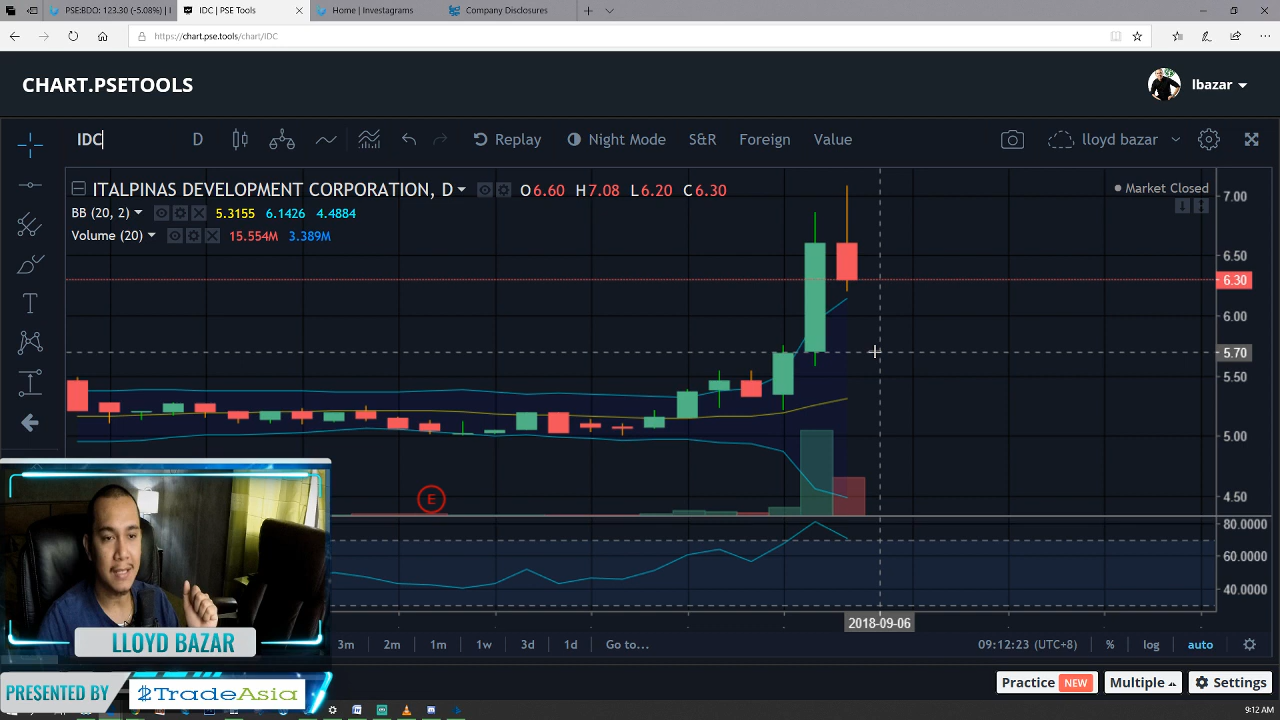 PSE:BDO: 123.30 (-5.08%) | I
IDC | PSE Tools
Home | Investagrams
Company Disclosures
https://chart.pse.tools/chart/IDC
CHART.PSETOOLS
lbazar
IDC
D
Replay
Night Mode
S&R
Foreign
Value
lloyd bazar
ITALPINAS DEVELOPMENT CORPORATION, D
O6.60 H7.08 L6.20 C6.30
Market Closed
BB (20, 2)
5.3155 6.1426 4.4884
Volume (20)
15.554M 3.389M
7.00
6.50
6.30
6.00
5.70
5.50
5.00
4.50
80.0000
60.0000
40.0000
E
2018-09-06
3m 2m 1m 1w 3d 1d Go to...
09:12:23 (UTC+8)
% log auto
LLOYD BAZAR
PRESENTED BY
$TradeAsia
Practice NEW
Multiple
Settings
9:12 AM